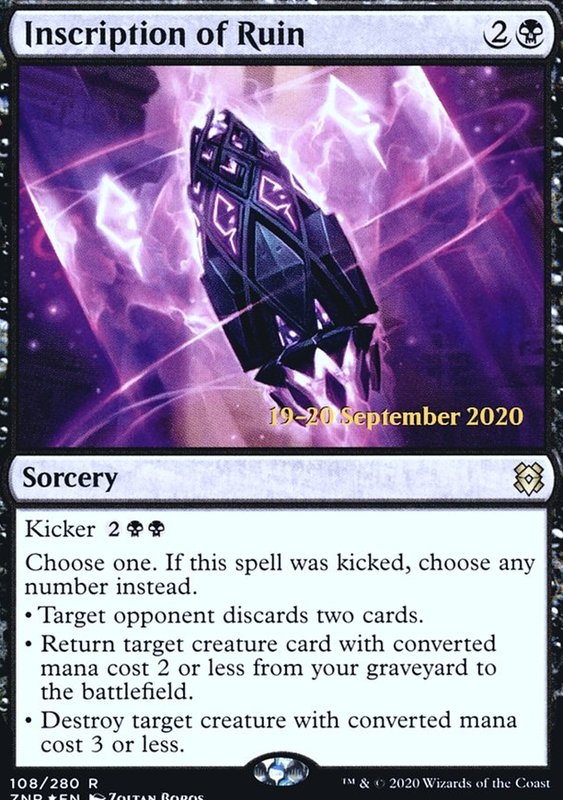 Inscription of Ruin 2
19–20 September 2020
Sorcery
Kicker 2
Choose one. If this spell was kicked, choose any
number instead.
• Target opponent discards two cards.
• Return target creature card with converted
mana cost 2 or less from your graveyard to
the battlefield.
• Destroy target creature with converted mana
cost 3 or less.
108/280 R
™ & © 2020 Wizards of the Coast
ZNR ★ EN Zoltan Boros